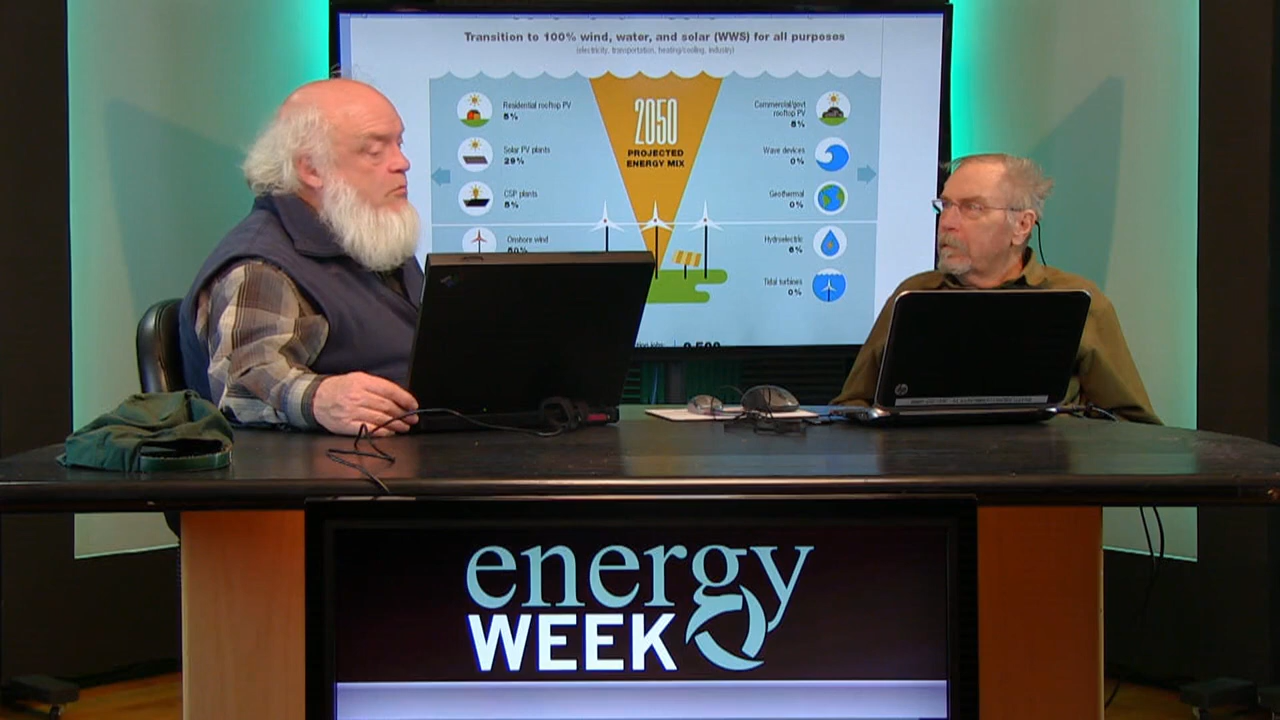 Transition to 100% wind, water, and solar (WWS) for all purposes
(electricity, transportation, heating/cooling, industry)
2050
PROJECTED
ENERGY MIX
Residential rooftop PV
5%
Solar PV plants
29%
CSP plants
5%
Onshore wind
50%
Commercial/govt
rooftop PV
5%
Wave devices
0%
Geothermal
0%
Hydroelectric
6%
Tidal turbines
0%
hp
energy
WEEK